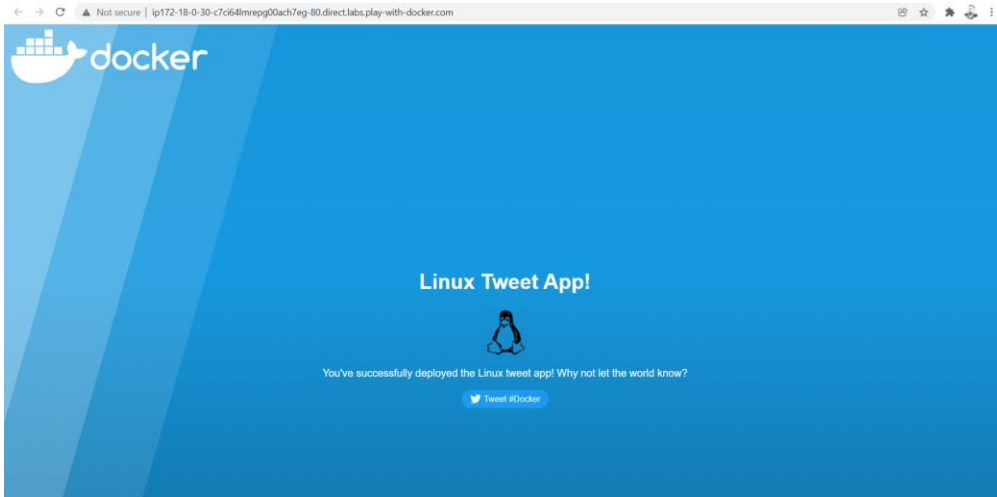 Not secure | ip172-18-0-30-c7ci64lmrepg00ach7eg-80.direct.labs.play-with-docker.com
docker
Linux Tweet App!
You've successfully deployed the Linux tweet app! Why not let the world know?
Tweet #Docker